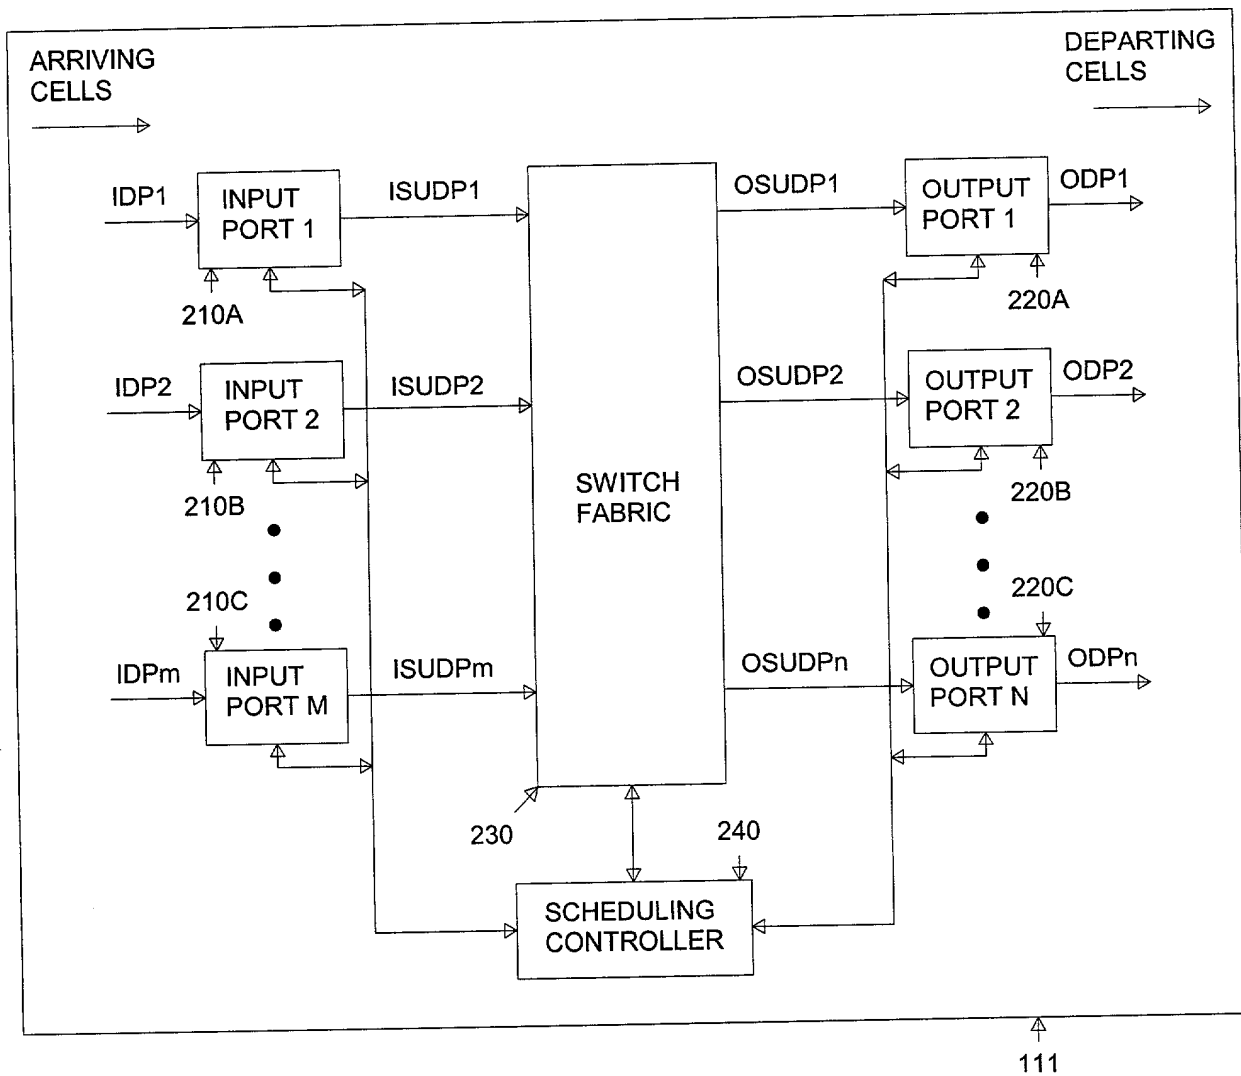 ARRIVING
CELLS
DEPARTING
CELLS
IDP1
INPUT
PORT 1
ISUDP1
OSUDP1
OUTPUT
PORT 1
ODP1
210A
220A
IDP2
INPUT
PORT 2
ISUDP2
OSUDP2
OUTPUT
PORT 2
ODP2
210B
220B
SWITCH
FABRIC
210C
220C
IDPm
INPUT
PORT M
ISUDPm
OSUDPn
OUTPUT
PORT N
ODPn
230
240
SCHEDULING
CONTROLLER
111